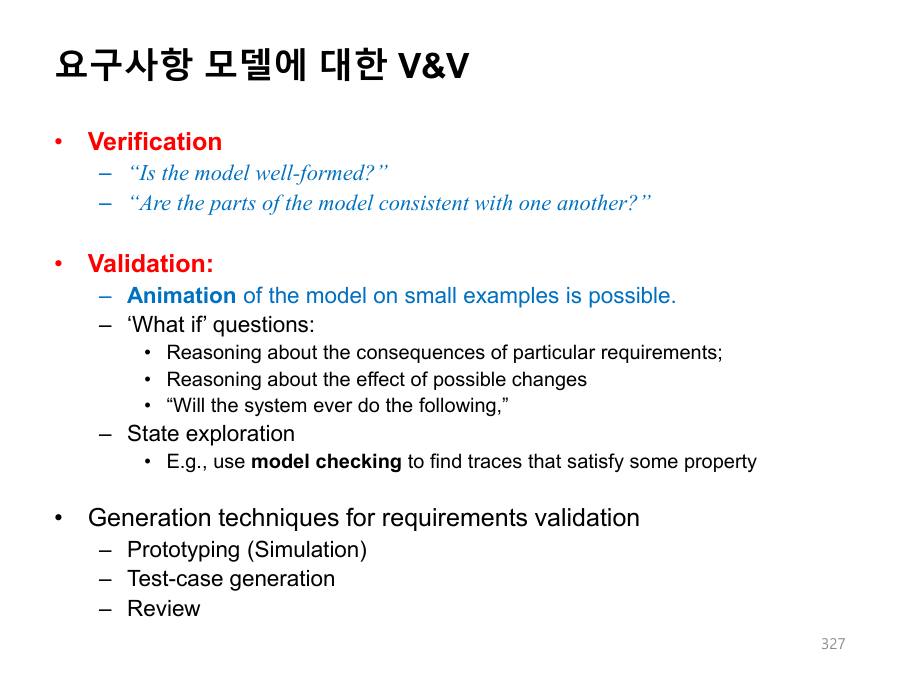 요구사항 모델에 대한 V&V
• Verification
– “Is the model well-formed?”
– “Are the parts of the model consistent with one another?”
• Validation:
– Animation of the model on small examples is possible.
– ‘What if’ questions:
• Reasoning about the consequences of particular requirements;
• Reasoning about the effect of possible changes
• “Will the system ever do the following,”
– State exploration
• E.g., use model checking to find traces that satisfy some property
• Generation techniques for requirements validation
– Prototyping (Simulation)
– Test-case generation
– Review
327